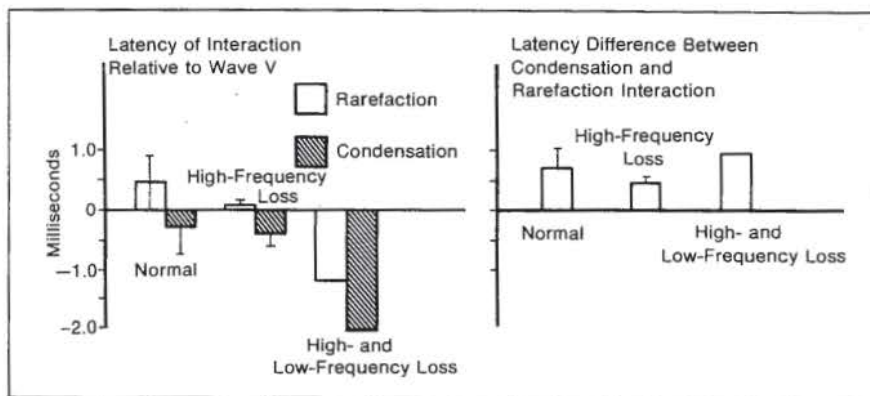 Latency of Interaction
Relative to Wave V
Rarefaction
Condensation
Milliseconds
1.0
0
−1.0
−2.0
High-Frequency
Loss
Normal
High- and
Low-Frequency Loss
Latency Difference Between
Condensation and
Rarefaction Interaction
High-Frequency
Loss
Normal
High- and
Low-Frequency Loss